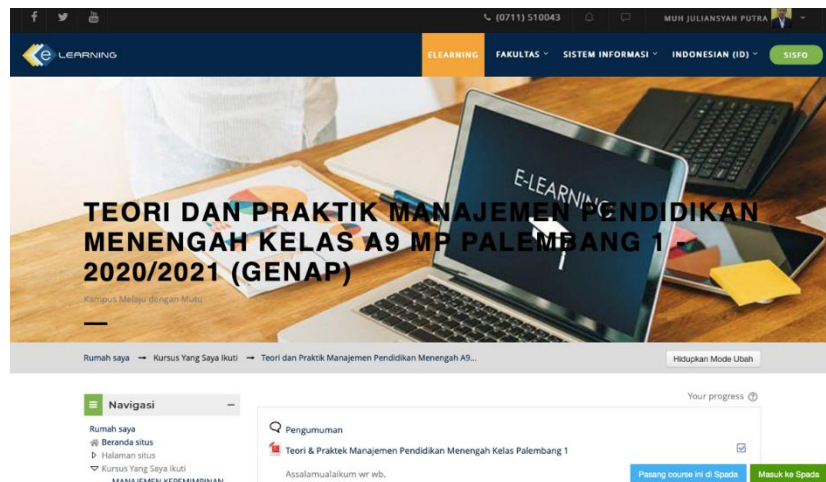 (0711) 510043
MUH JULIANSYAH PUTRA
e LEARNING
ELEARNING
FAKULTAS
SISTEM INFORMASI
INDONESIAN (ID)
SISFO
E-LEARNING
TEORI DAN PRAKTIK MANAJEMEN PENDIDIKAN
MENENGAH KELAS A9 MP PALEMBANG 1 -
2020/2021 (GENAP)
Kampus Melaju dengan Mutu
Rumah saya → Kursus Yang Saya Ikuti → Teori dan Praktik Manajemen Pendidikan Menengah A9...
Hidupkan Mode Ubah
Navigasi
Rumah saya
Beranda situs
Halaman situs
Kursus Yang Saya Ikuti
MANAJEMEN KEPEMIMPINAN
Your progress
Pengumuman
Teori & Praktek Manajemen Pendidikan Menengah Kelas Palembang 1
Assalamualaikum wr wb.
Pasang course ini di Spada
Masuk ke Spada